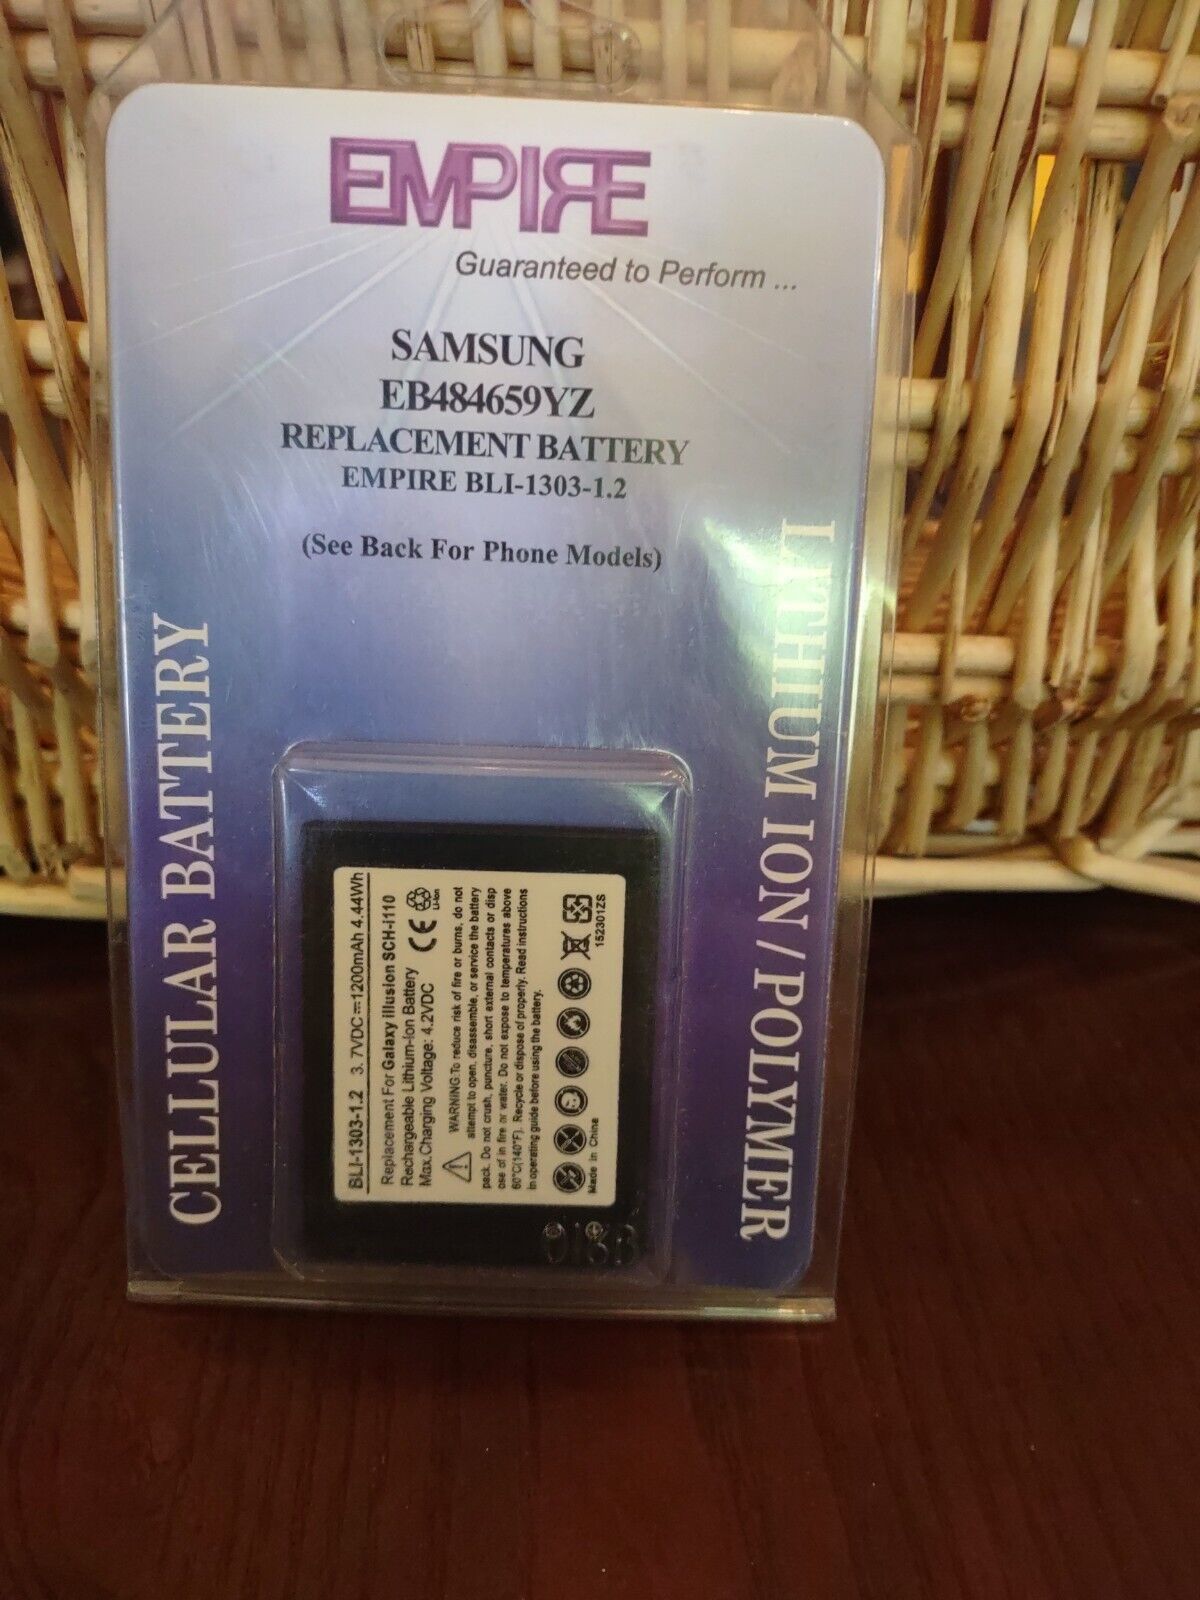 EMPIRE
Guaranteed to Perform ...
SAMSUNG
EB484659YZ
REPLACEMENT BATTERY
EMPIRE BLI-1303-1.2
(See Back For Phone Models)
CELLULAR BATTERY
LITHIUM ION / POLYMER
BLI-1303-1.2 3.7VDC⎓1200mAh 4.44Wh
Replacement For Galaxy illusion SCH-i110
Rechargeable Lithium-Ion Battery
Max.Charging Voltage: 4.2VDC
CE
Li-ion
WARNING:To reduce risk of fire or burns, do not
attempt to open, disassemble, or service the battery
pack. Do not crush, puncture, short external contacts or disp
ose of in fire or water. Do not expose to temperatures above
60°C(140°F). Recycle or dispose of properly. Read instructions
in operating guide before using the battery.
Made in China
152301ZS